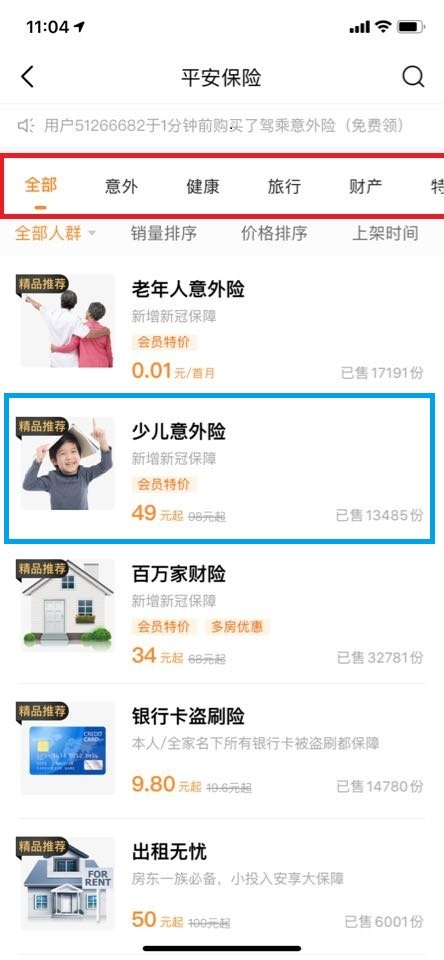 11:04
平安保险
用户51266682于1分钟前购买了驾乘意外险（免费领）
全部 意外 健康 旅行 财产 特
全部人群 销量排序 价格排序 上架时间
精品推荐
老年人意外险
新增新冠保障
会员特价
0.01元/首月 已售17191份
精品推荐
少儿意外险
新增新冠保障
会员特价
49元起 98元起 已售13485份
精品推荐
百万家财险
新增新冠保障
会员特价 多房优惠
34元起 68元起 已售32781份
精品推荐
银行卡盗刷险
CREDIT
CARD
本人/全家名下所有银行卡被盗刷都保障
9.80元起 19.6元起 已售14780份
精品推荐
出租无忧
FOR
RENT
房东一族必备，小投入安享大保障
50元起 100元起 已售6001份